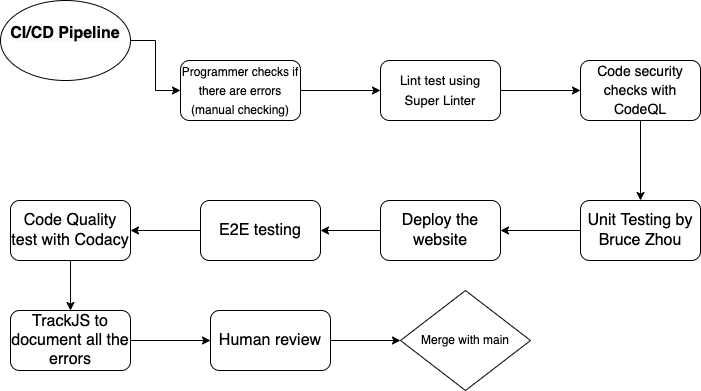 CI/CD Pipeline
Programmer checks if
there are errors
(manual checking)
Lint test using
Super Linter
Code security
checks with
CodeQL
Code Quality
test with Codacy
E2E testing
Deploy the
website
Unit Testing by
Bruce Zhou
TrackJS to
document all the
errors
Human review
Merge with main